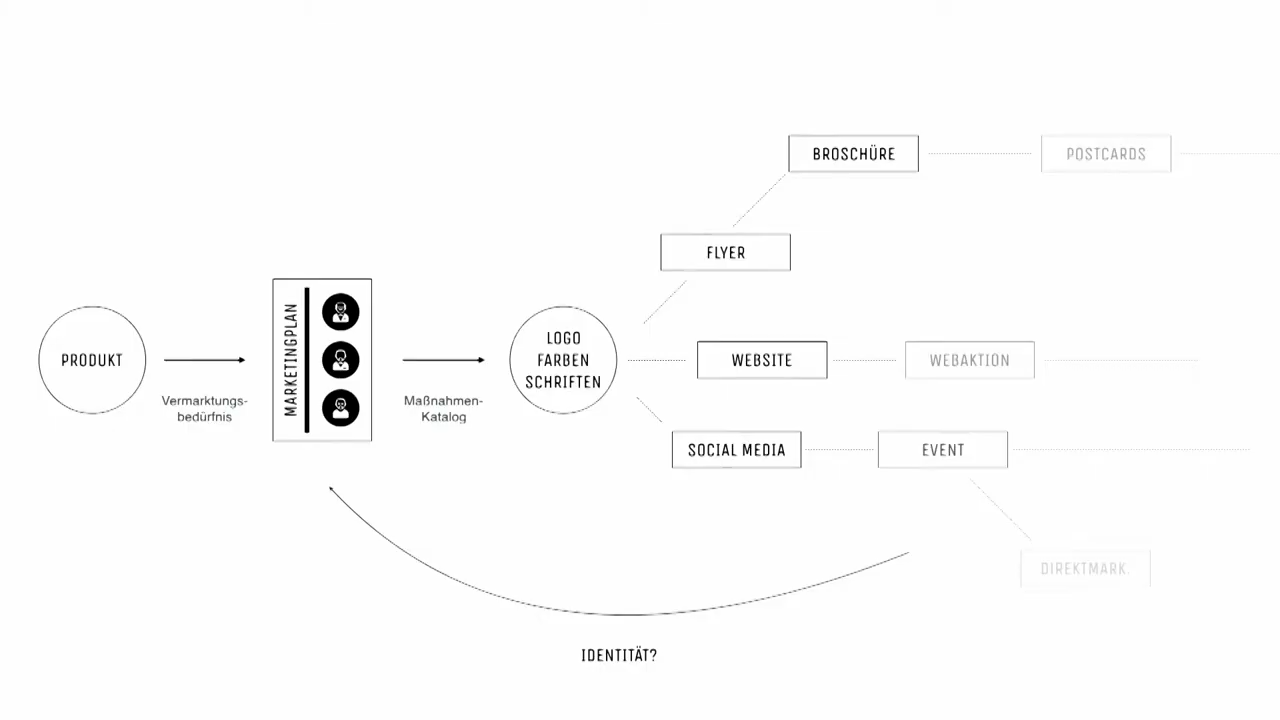 BROSCHÜRE
POSTCARDS
FLYER
PRODUKT
Vermarktungs-
bedürfnis
MARKETINGPLAN
Maßnahmen-
Katalog
LOGO
FARBEN
SCHRIFTEN
WEBSITE
WEBAKTION
SOCIAL MEDIA
EVENT
DIREKTMARK.
IDENTITÄT?